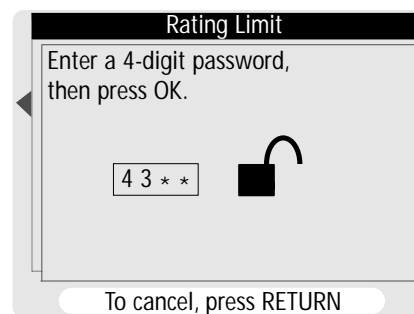 Rating Limit
Enter a 4-digit password,
then press OK.
4 3 * *
To cancel, press RETURN